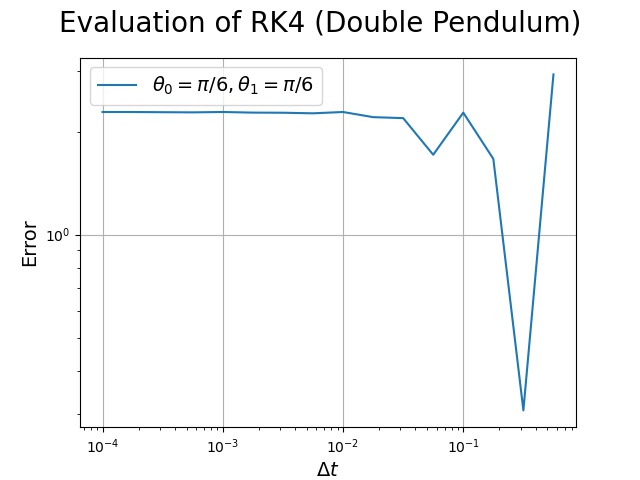 Evaluation of RK4 (Double Pendulum)
θ₀ = π/6, θ₁ = π/6
Error
10⁰
10⁻⁴
10⁻³
10⁻²
10⁻¹
Δt